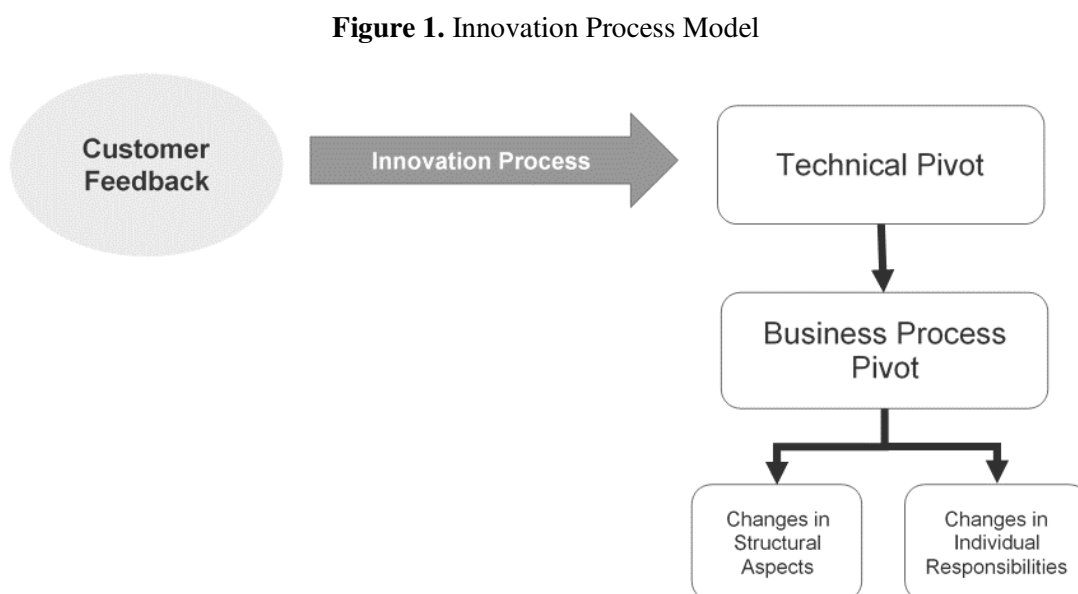 Figure 1. Innovation Process Model
Customer
Feedback
Innovation Process
Technical Pivot
Business Process
Pivot
Changes in
Structural
Aspects
Changes in
Individual
Responsibilities